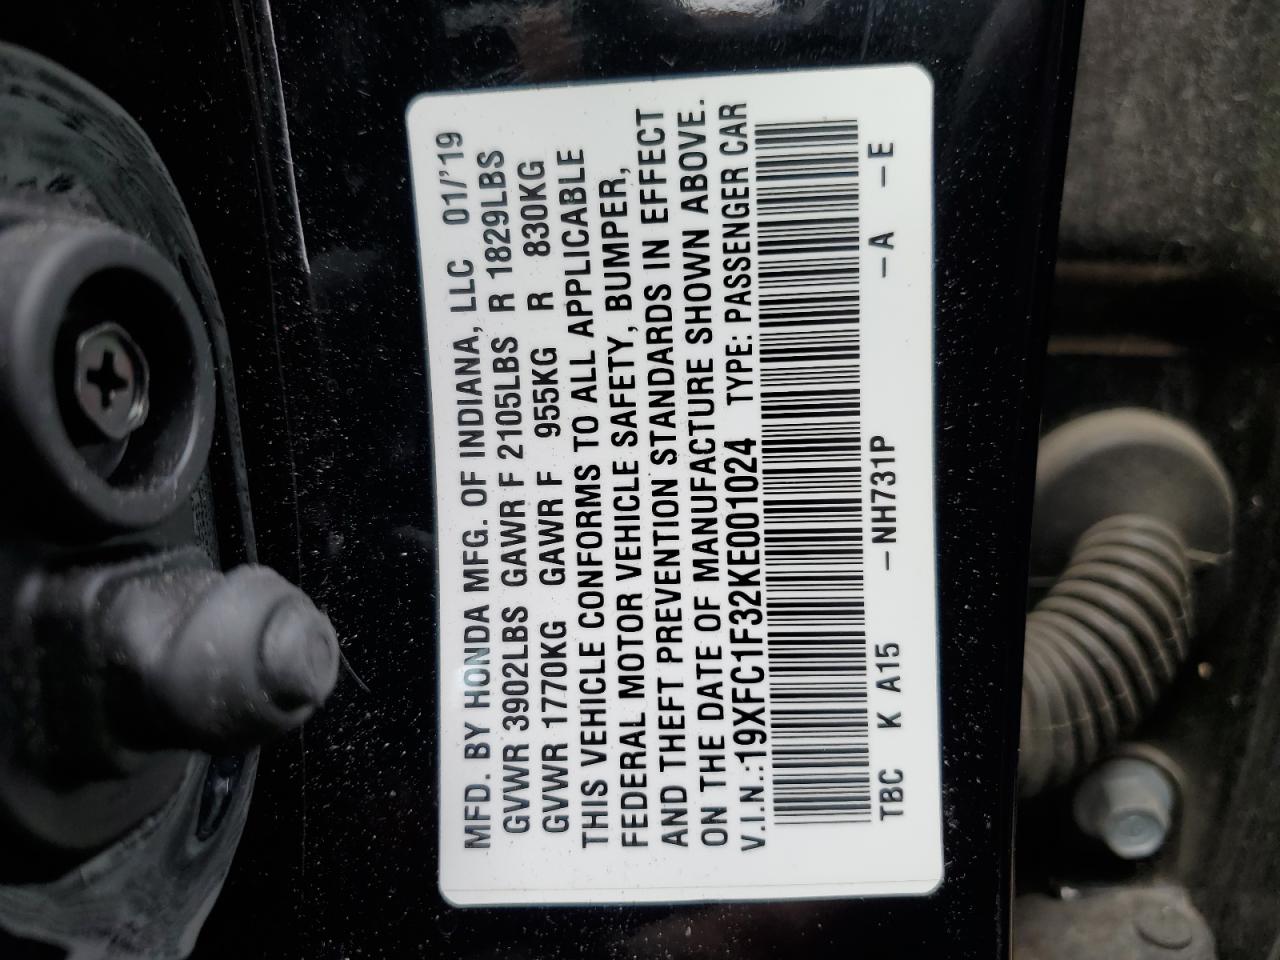 MFD. BY HONDA MFG. OF INDIANA, LLC 01/'19
GVWR 3902LBS GAWR F 2105LBS R 1829LBS
GVWR 1770KG GAWR F 955KG R 830KG
THIS VEHICLE CONFORMS TO ALL APPLICABLE
FEDERAL MOTOR VEHICLE SAFETY, BUMPER,
AND THEFT PREVENTION STANDARDS IN EFFECT
ON THE DATE OF MANUFACTURE SHOWN ABOVE.
V.I.N.:19XFC1F32KE001024 TYPE: PASSENGER CAR
TBC K A15 -NH731P -A -E